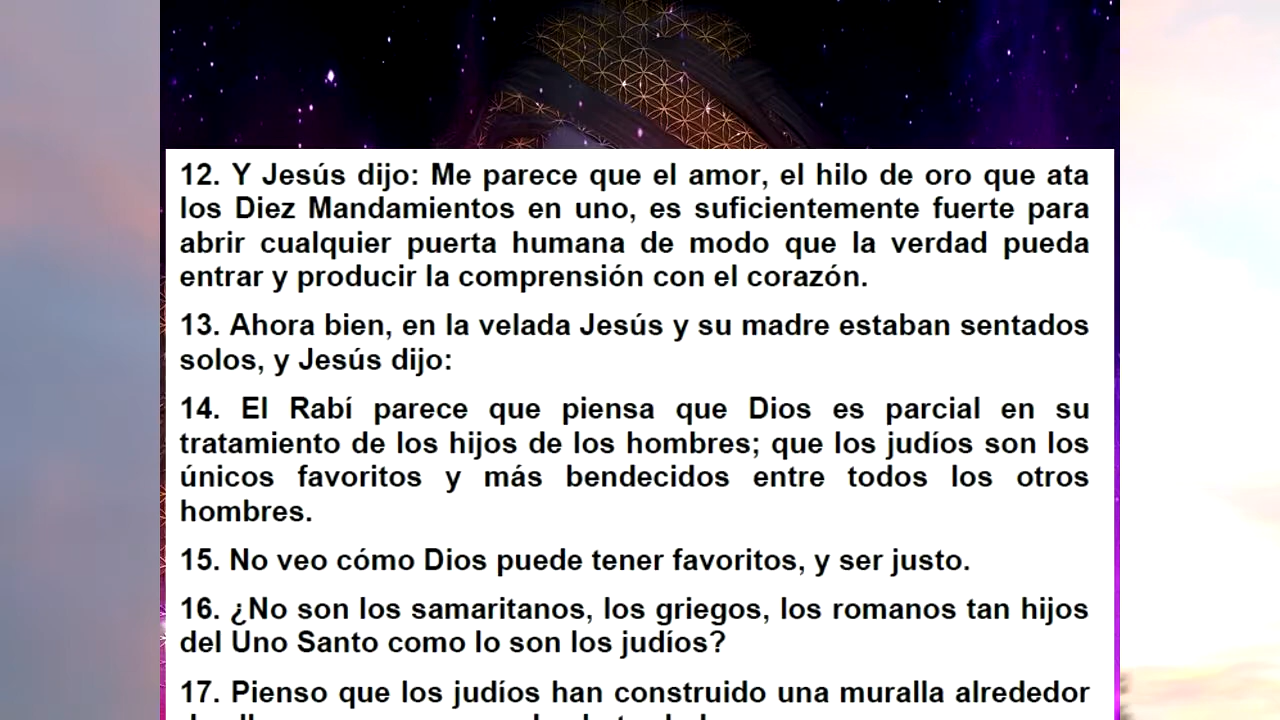 12. Y Jesús dijo: Me parece que el amor, el hilo de oro que ata
los Diez Mandamientos en uno, es suficientemente fuerte para
abrir cualquier puerta humana de modo que la verdad pueda
entrar y producir la comprensión con el corazón.
13. Ahora bien, en la velada Jesús y su madre estaban sentados
solos, y Jesús dijo:
14. El Rabí parece que piensa que Dios es parcial en su
tratamiento de los hijos de los hombres; que los judíos son los
únicos favoritos y más bendecidos entre todos los otros
hombres.
15. No veo cómo Dios puede tener favoritos, y ser justo.
16. ¿No son los samaritanos, los griegos, los romanos tan hijos
del Uno Santo como lo son los judíos?
17. Pienso que los judíos han construido una muralla alrededor